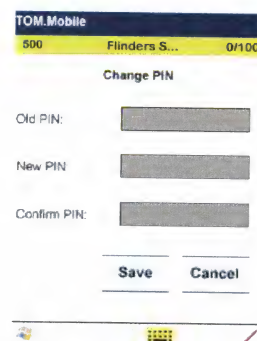 TOM.Mobile
500 Flinders S... 0/100
Change PIN
Old PIN:
New PIN
Confirm PIN:
Save Cancel